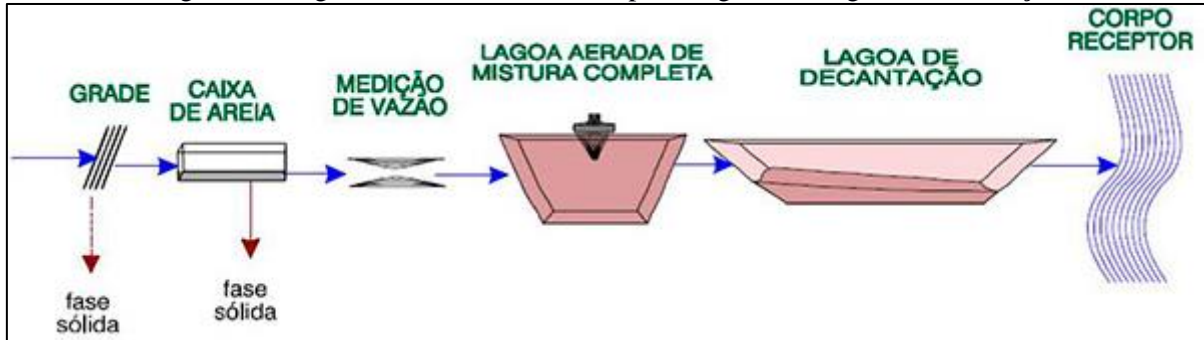 GRADE
CAIXA
DE AREIA
MEDIÇÃO
DE VAZÃO
LAGOA AERADA DE
MISTURA COMPLETA
LAGOA DE
DECANTAÇÃO
CORPO
RECEPTOR
fase
sólida
fase
sólida